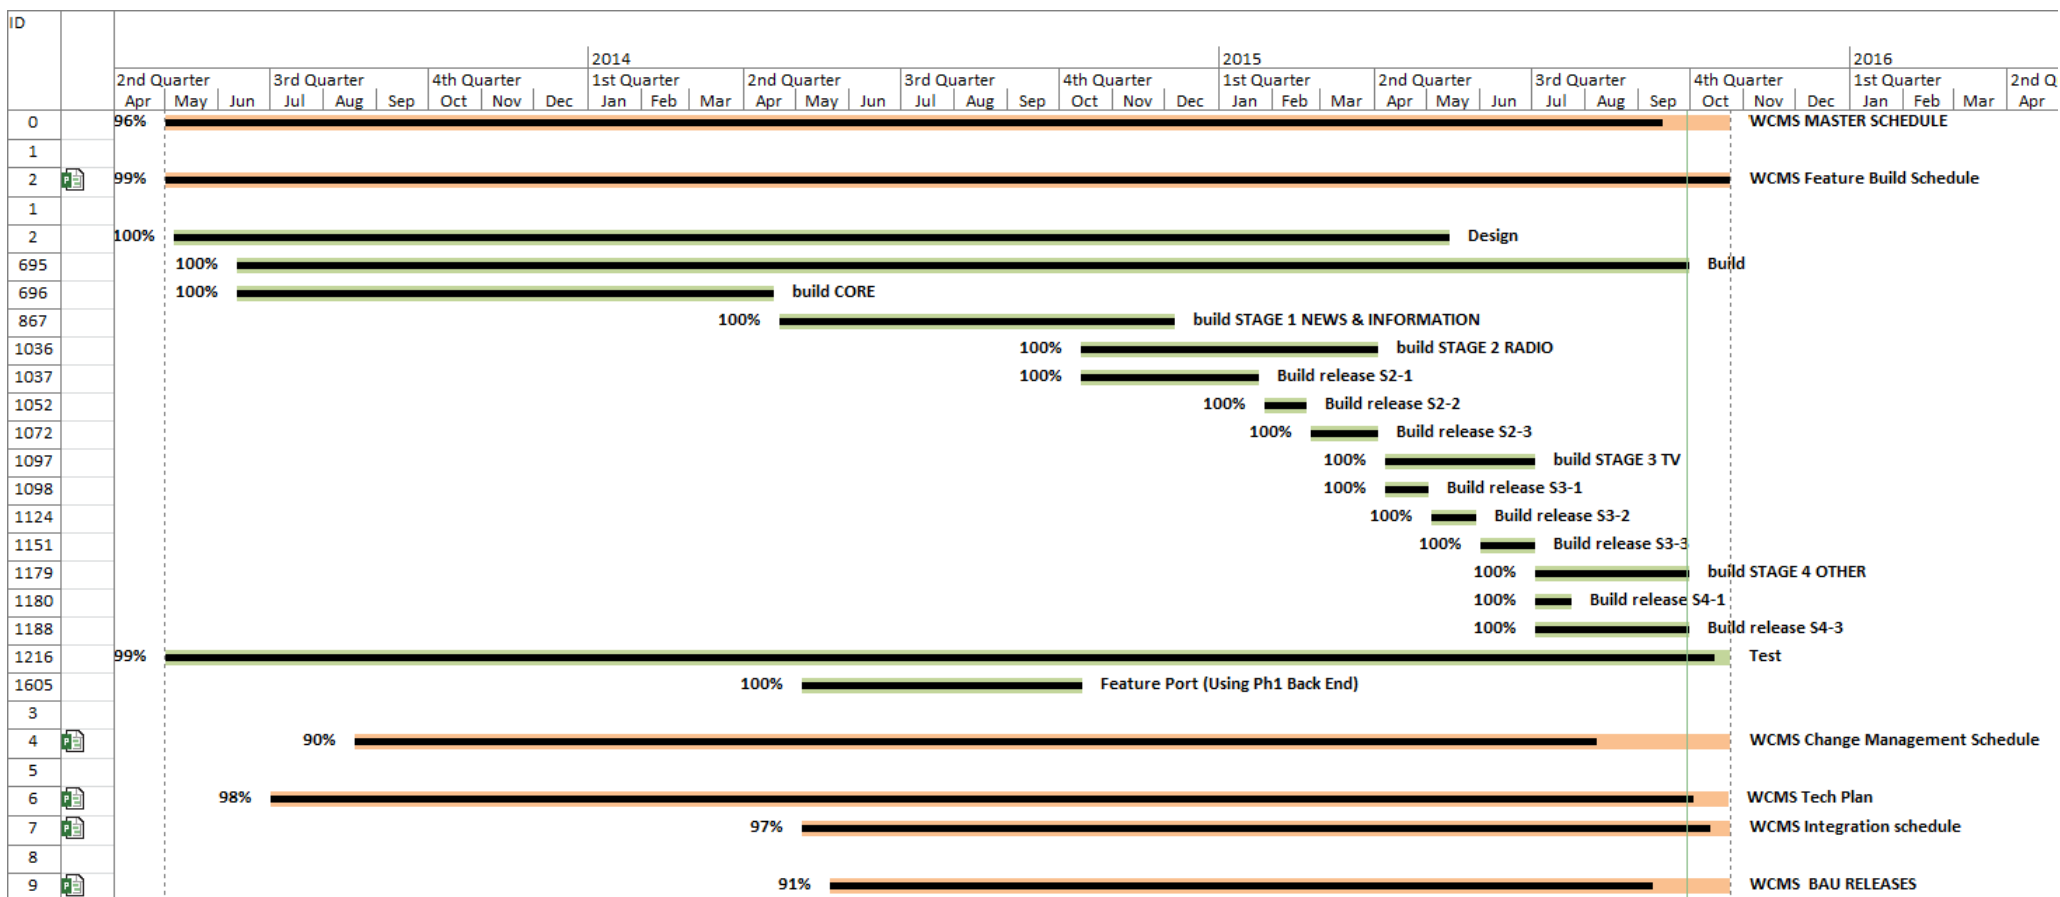 ID
2014 2015 2016
2nd Quarter 3rd Quarter 4th Quarter 1st Quarter 2nd Quarter 3rd Quarter 4th Quarter 1st Quarter 2nd Quarter 3rd Quarter 4th Quarter 1st Quarter 2nd Q
Apr May Jun Jul Aug Sep Oct Nov Dec Jan Feb Mar Apr May Jun Jul Aug Sep Oct Nov Dec Jan Feb Mar Apr May Jun Jul Aug Sep Oct Nov Dec Jan Feb Mar Apr
0 96% WCMS MASTER SCHEDULE
1
2 99% WCMS Feature Build Schedule
1
2 100% Design
695 100% Build
696 100% build CORE
867 100% build STAGE 1 NEWS & INFORMATION
1036 100% build STAGE 2 RADIO
1037 100% Build release S2-1
1052 100% Build release S2-2
1072 100% Build release S2-3
1097 100% build STAGE 3 TV
1098 100% Build release S3-1
1124 100% Build release S3-2
1151 100% Build release S3-3
1179 100% build STAGE 4 OTHER
1180 100% Build release S4-1
1188 100% Build release S4-3
1216 99% Test
1605 100% Feature Port (Using Ph1 Back End)
3
4 90% WCMS Change Management Schedule
5
6 98% WCMS Tech Plan
7 97% WCMS Integration schedule
8
9 91% WCMS BAU RELEASES